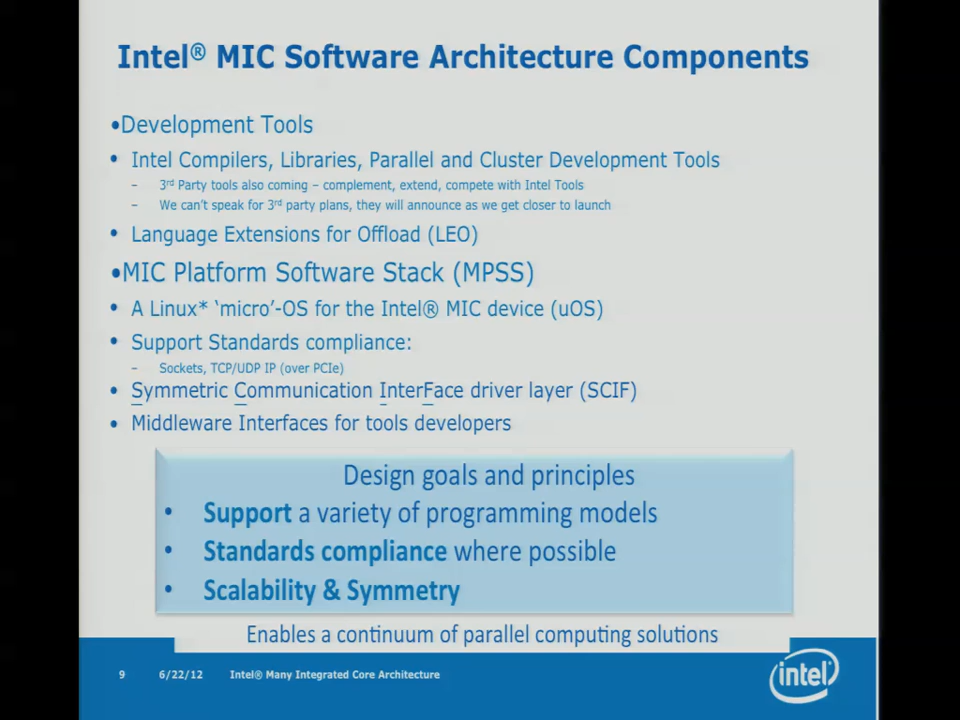 Intel® MIC Software Architecture Components
•Development Tools
• Intel Compilers, Libraries, Parallel and Cluster Development Tools
– 3rd Party tools also coming – complement, extend, compete with Intel Tools
– We can't speak for 3rd party plans, they will announce as we get closer to launch
• Language Extensions for Offload (LEO)
•MIC Platform Software Stack (MPSS)
• A Linux* ‘micro’-OS for the Intel® MIC device (uOS)
• Support Standards compliance:
– Sockets, TCP/UDP IP (over PCIe)
• Symmetric Communication InterFace driver layer (SCIF)
• Middleware Interfaces for tools developers
Design goals and principles
• Support a variety of programming models
• Standards compliance where possible
• Scalability & Symmetry
Enables a continuum of parallel computing solutions
9 6/22/12 Intel® Many Integrated Core Architecture
intel